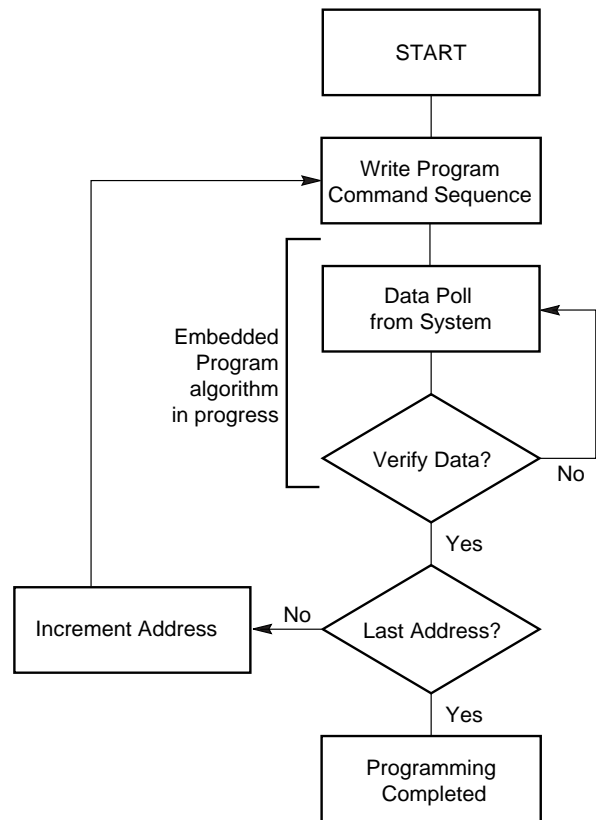 START
Write Program
Command Sequence
Data Poll
from System
Embedded
Program
algorithm
in progress
Verify Data?
No
Yes
Increment Address
No
Last Address?
Yes
Programming
Completed